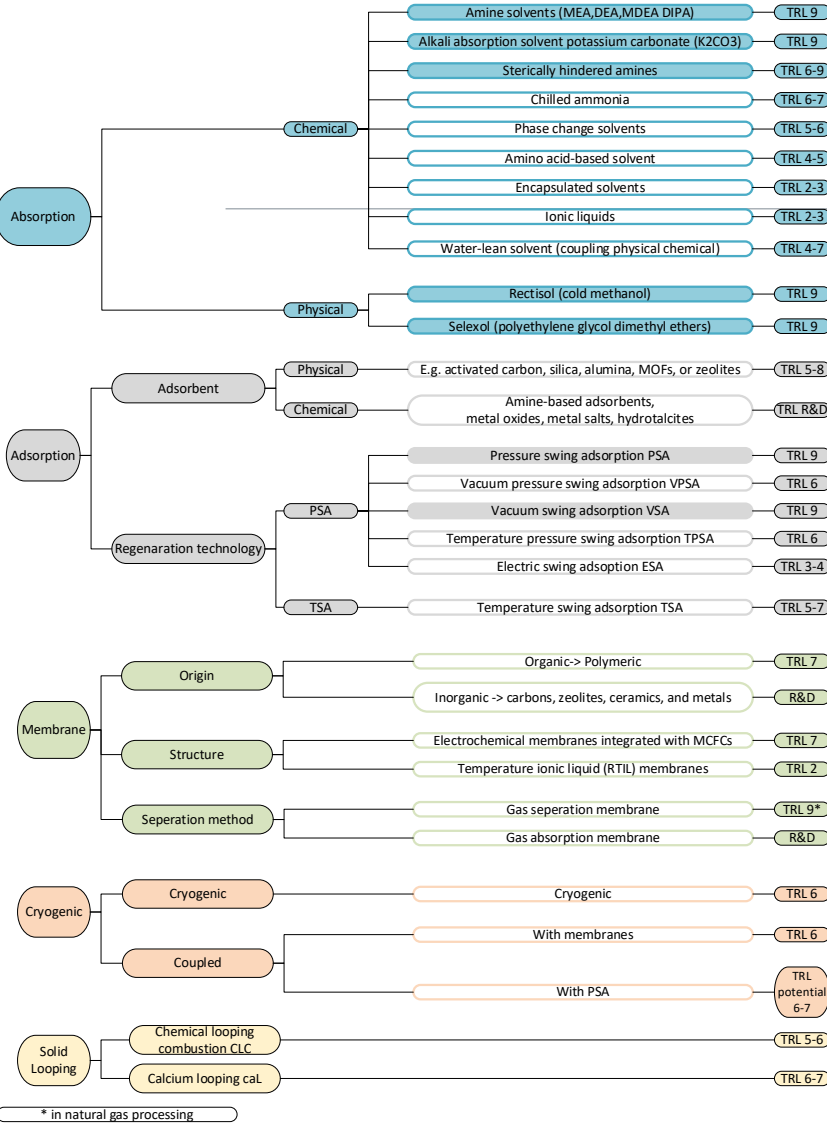 Absorption
Chemical
Amine solvents (MEA,DEA,MDEA DIPA)
TRL 9
Alkali absorption solvent potassium carbonate (K2CO3)
TRL 9
Sterically hindered amines
TRL 6-9
Chilled ammonia
TRL 6-7
Phase change solvents
TRL 5-6
Amino acid-based solvent
TRL 4-5
Encapsulated solvents
TRL 2-3
Ionic liquids
TRL 2-3
Water-lean solvent (coupling physical chemical)
TRL 4-7
Physical
Rectisol (cold methanol)
TRL 9
Selexol (polyethylene glycol dimethyl ethers)
TRL 9
Adsorption
Adsorbent
Physical
E.g. activated carbon, silica, alumina, MOFs, or zeolites
TRL 5-8
Chemical
Amine-based adsorbents,
metal oxides, metal salts, hydrotalcites
TRL R&D
Regenaration technology
PSA
Pressure swing adsorption PSA
TRL 9
Vacuum pressure swing adsorption VPSA
TRL 6
Vacuum swing adsorption VSA
TRL 9
Temperature pressure swing adsorption TPSA
TRL 6
Electric swing adsoption ESA
TRL 3-4
TSA
Temperature swing adsorption TSA
TRL 5-7
Membrane
Origin
Organic-> Polymeric
TRL 7
Inorganic -> carbons, zeolites, ceramics, and metals
R&D
Structure
Electrochemical membranes integrated with MCFCs
TRL 7
Temperature ionic liquid (RTIL) membranes
TRL 2
Seperation method
Gas seperation membrane
TRL 9*
Gas absorption membrane
R&D
Cryogenic
Cryogenic
Cryogenic
TRL 6
Coupled
With membranes
TRL 6
With PSA
TRL
potential
6-7
Solid
Looping
Chemical looping
combustion CLC
TRL 5-6
Calcium looping caL
TRL 6-7
* in natural gas processing